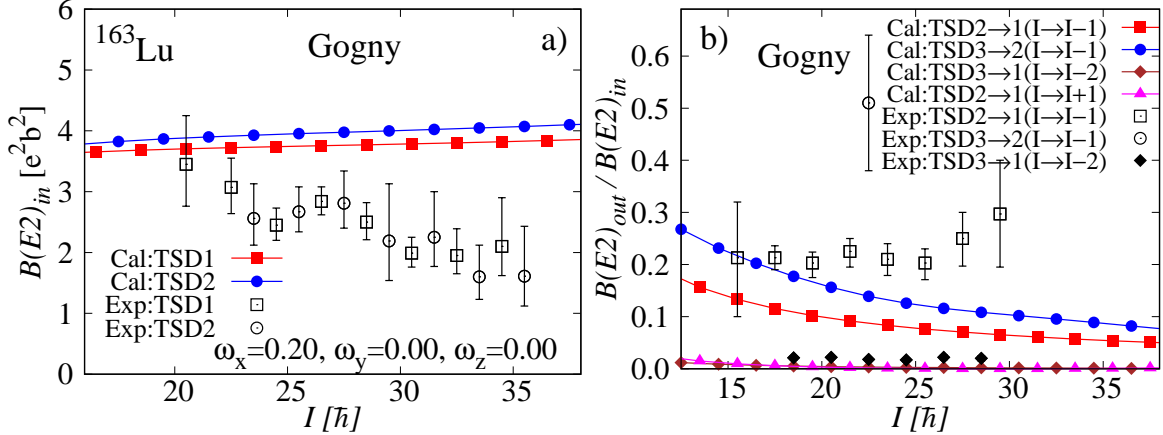 ¹⁶³Lu
Gogny
a)
B(E2)in [e²b²]
6
5
4
3
2
1
0
Cal:TSD1
Cal:TSD2
Exp:TSD1
Exp:TSD2
ωx=0.20, ωy=0.00, ωz=0.00
20 25 30 35
I [ħ]
b)
Gogny
B(E2)out / B(E2)in
0.6
0.5
0.4
0.3
0.2
0.1
0.0
Cal:TSD2→1(I→I−1)
Cal:TSD3→2(I→I−1)
Cal:TSD3→1(I→I−2)
Cal:TSD2→1(I→I+1)
Exp:TSD2→1(I→I−1)
Exp:TSD3→2(I→I−1)
Exp:TSD3→1(I→I−2)
15 20 25 30 35
I [ħ]